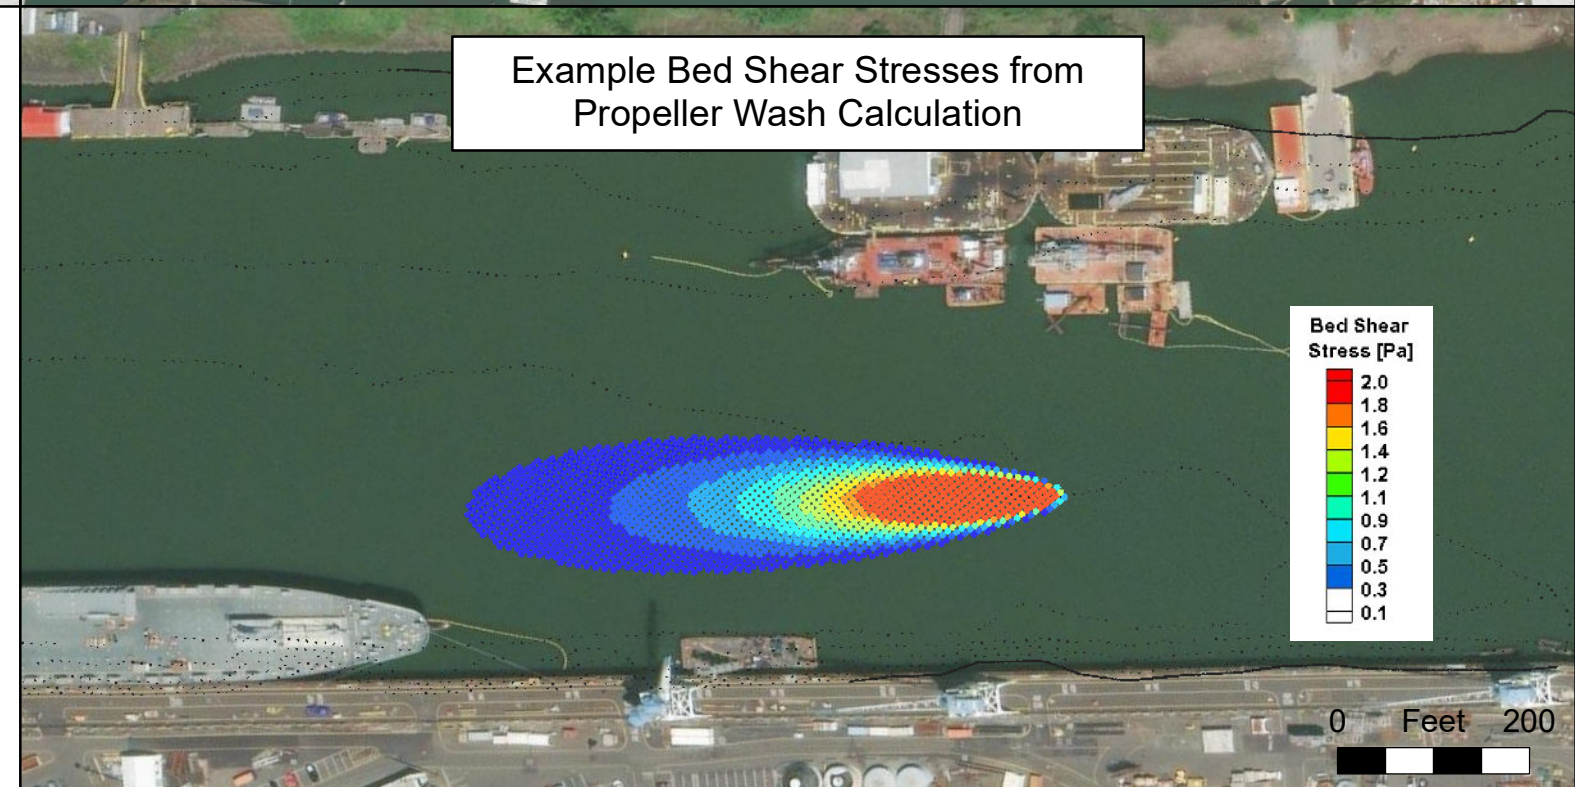 Example Bed Shear Stresses from
Propeller Wash Calculation
Bed Shear
Stress [Pa]
2.0
1.8
1.6
1.4
1.2
1.1
0.9
0.7
0.5
0.3
0.1
0 Feet 200